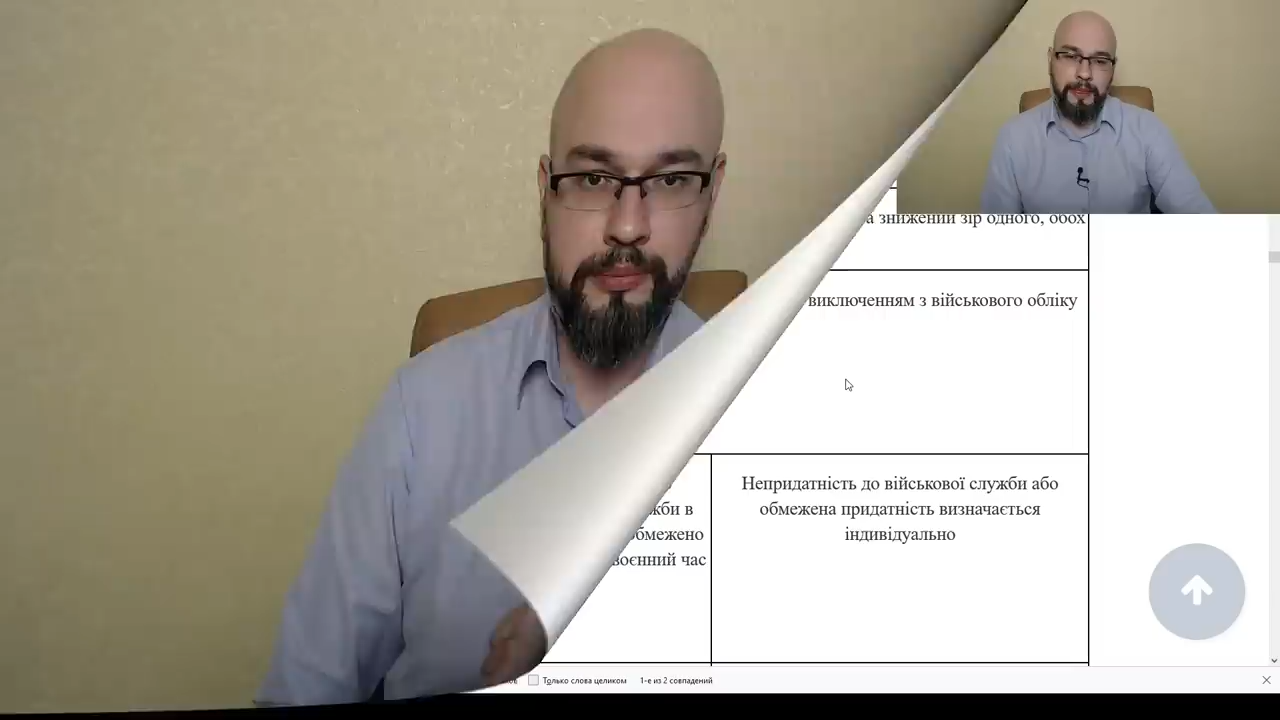 а знижений зір одного, обох
виключенням з військового обліку
Непридатність до військової служби або
обмежена придатність визначається
індивідуально
жби в
обмежено
воєнний час
Только слова целиком
1-е из 2 совпадений